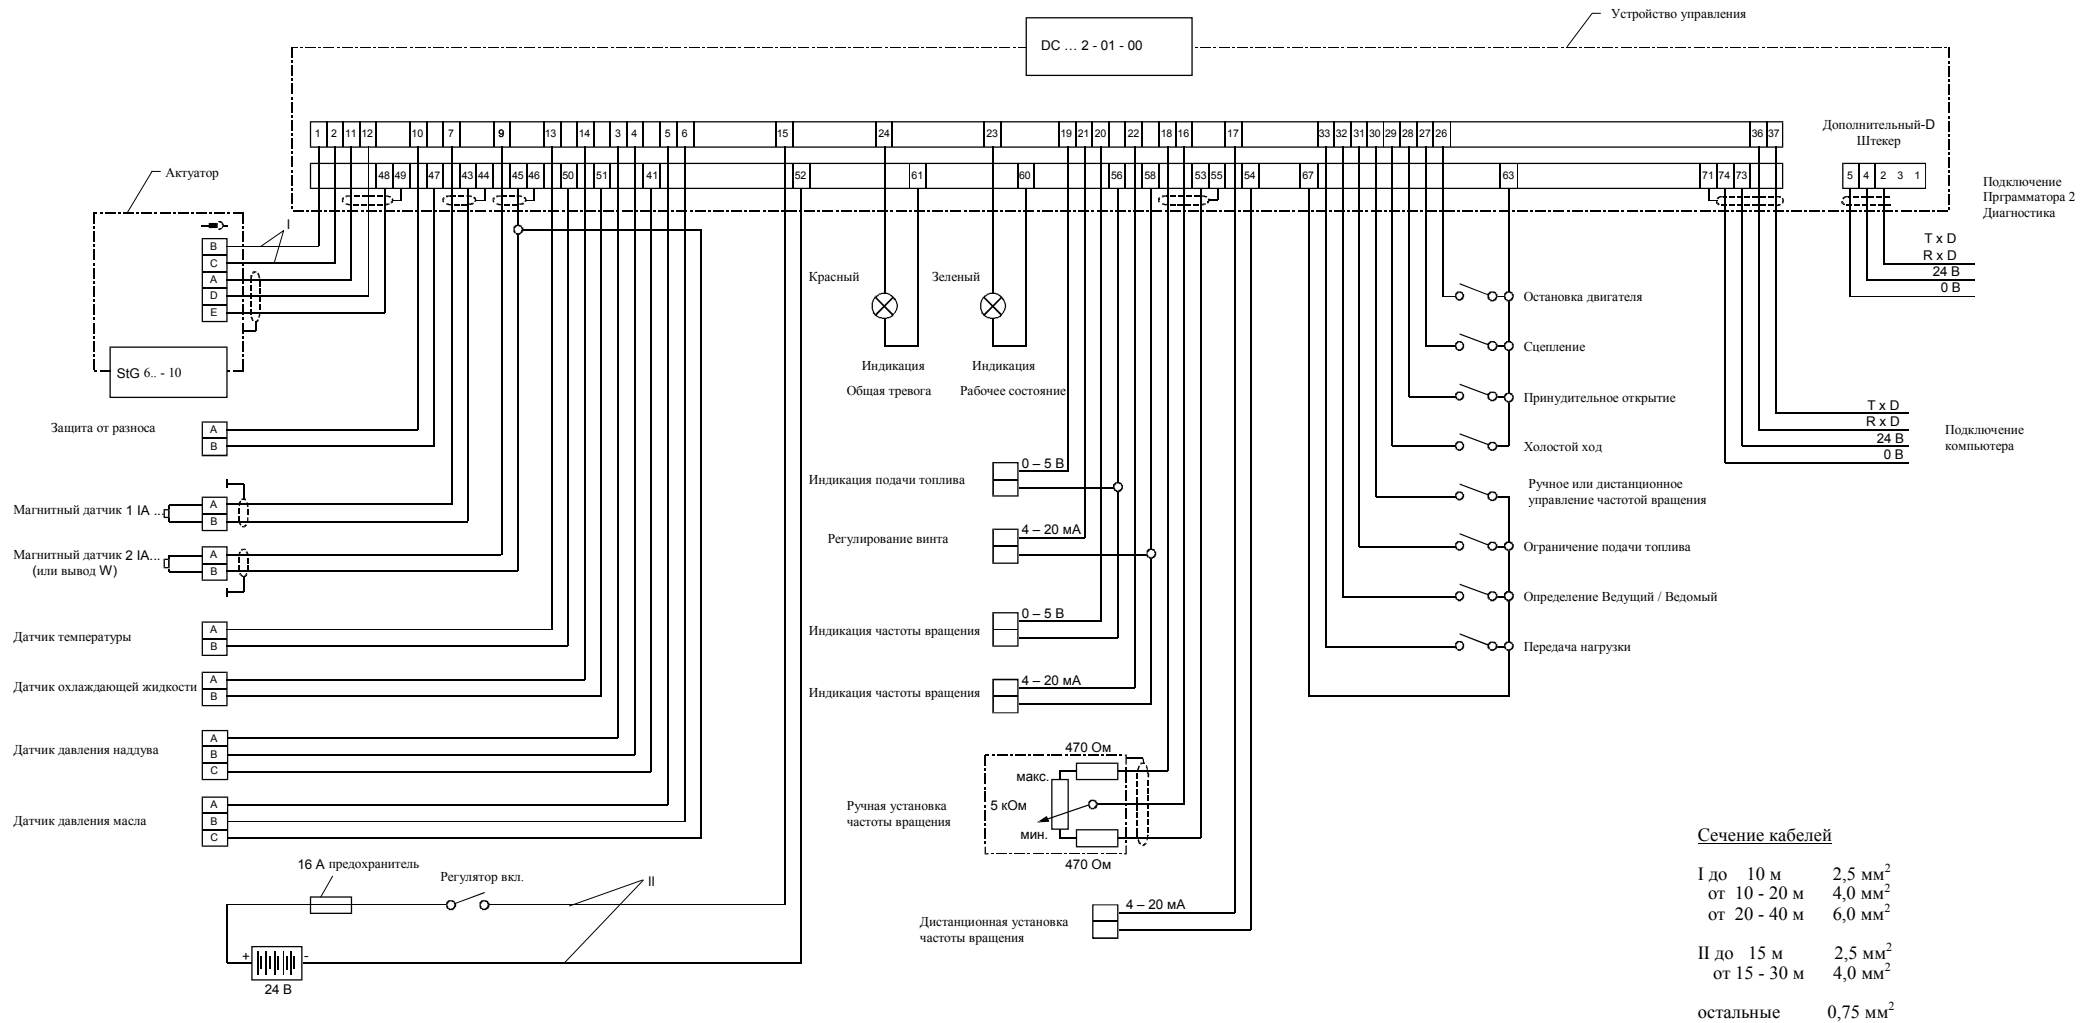 Устройство управления
DC ... 2 - 01 - 00
1 2 11 12 10 7 9 13 14 3 4 5 6 15 24 23 19 21 20 22 18 16 17 33 32 31 30 29 28 27 26 36 37
48 49 47 43 44 45 46 50 51 41 52 61 60 56 58 53 55 54 67 63 71 74 73
Дополнительный-D
Штекер
5 4 2 3 1
Подключение
Прграмматора 2
Диагностика
T x D
R x D
24 В
0 В
Актуатор
I
B
C
A
D
E
StG 6.. - 10
Защита от разноса
A
B
Магнитный датчик 1 IA ...
A
B
Магнитный датчик 2 IA...
(или вывод W)
A
B
Датчик температуры
A
B
Датчик охлаждающей жидкости
A
B
Датчик давления наддува
A
B
C
Датчик давления масла
A
B
C
16 А предохранитель
Регулятор вкл.
II
+
-
24 В
Красный
Зеленый
Индикация
Общая тревога
Индикация
Рабочее состояние
Индикация подачи топлива
0 – 5 В
Регулирование винта
4 – 20 мА
Индикация частоты вращения
0 – 5 В
Индикация частоты вращения
4 – 20 мА
470 Ом
макс.
5 кОм
мин.
470 Ом
Ручная установка
частоты вращения
Дистанционная установка
частоты вращения
4 – 20 мА
Остановка двигателя
Сцепление
Принудительное открытие
Холостой ход
Ручное или дистанционное
управление частотой вращения
Ограничение подачи топлива
Определение Ведущий / Ведомый
Передача нагрузки
T x D
R x D
24 В
0 В
Подключение
компьютера
Сечение кабелей
I до 10 м 2,5 мм²
от 10 - 20 м 4,0 мм²
от 20 - 40 м 6,0 мм²
II до 15 м 2,5 мм²
от 15 - 30 м 4,0 мм²
остальные 0,75 мм²